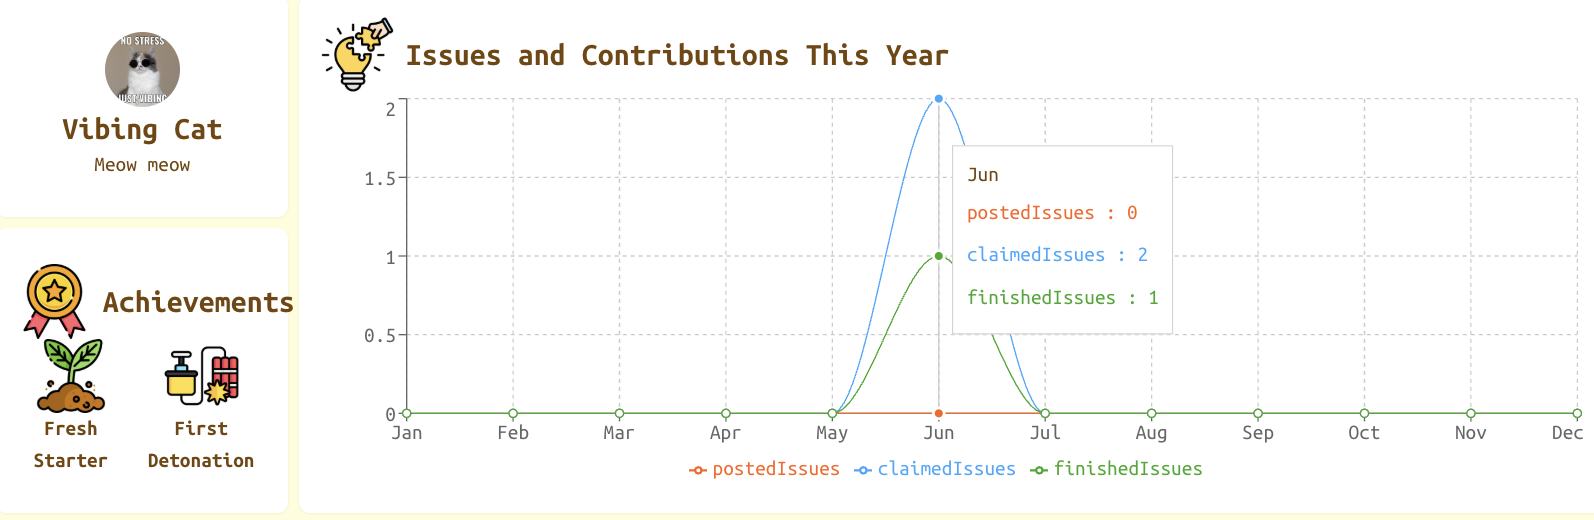 NO STRESS
JUST VIBING
Vibing Cat
Meow meow
Achievements
Fresh
Starter
First
Detonation
Issues and Contributions This Year
2
1.5
1
0.5
0
Jan Feb Mar Apr May Jun Jul Aug Sep Oct Nov Dec
Jun
postedIssues : 0
claimedIssues : 2
finishedIssues : 1
postedIssues claimedIssues finishedIssues